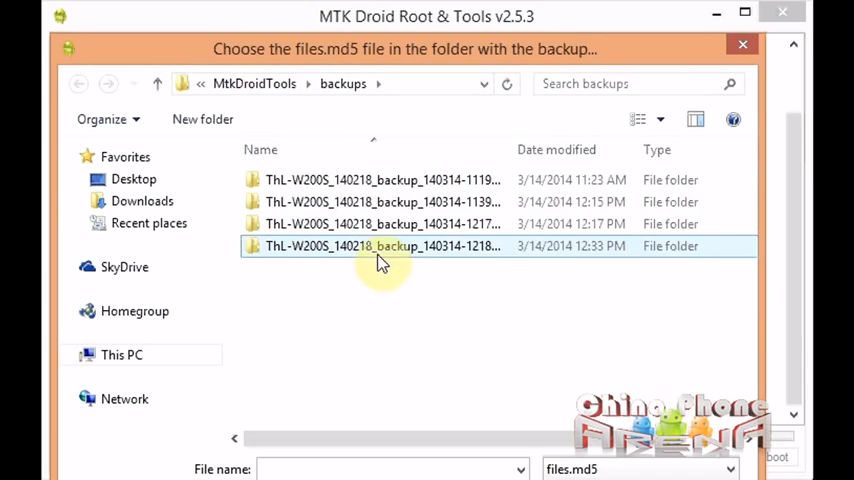 MTK Droid Root & Tools v2.5.3
Choose the files.md5 file in the folder with the backup...
« MtkDroidTools backups
Search backups
Organize
New folder
Name Date modified Type
Favorites
Desktop
Downloads
Recent places
SkyDrive
Homegroup
This PC
Network
ThL-W200S_140218_backup_140314-1119... 3/14/2014 11:23 AM File folder
ThL-W200S_140218_backup_140314-1139... 3/14/2014 12:15 PM File folder
ThL-W200S_140218_backup_140314-1217... 3/14/2014 12:17 PM File folder
ThL-W200S_140218_backup_140314-1218... 3/14/2014 12:33 PM File folder
China Phone
ARENA
File name:
files.md5